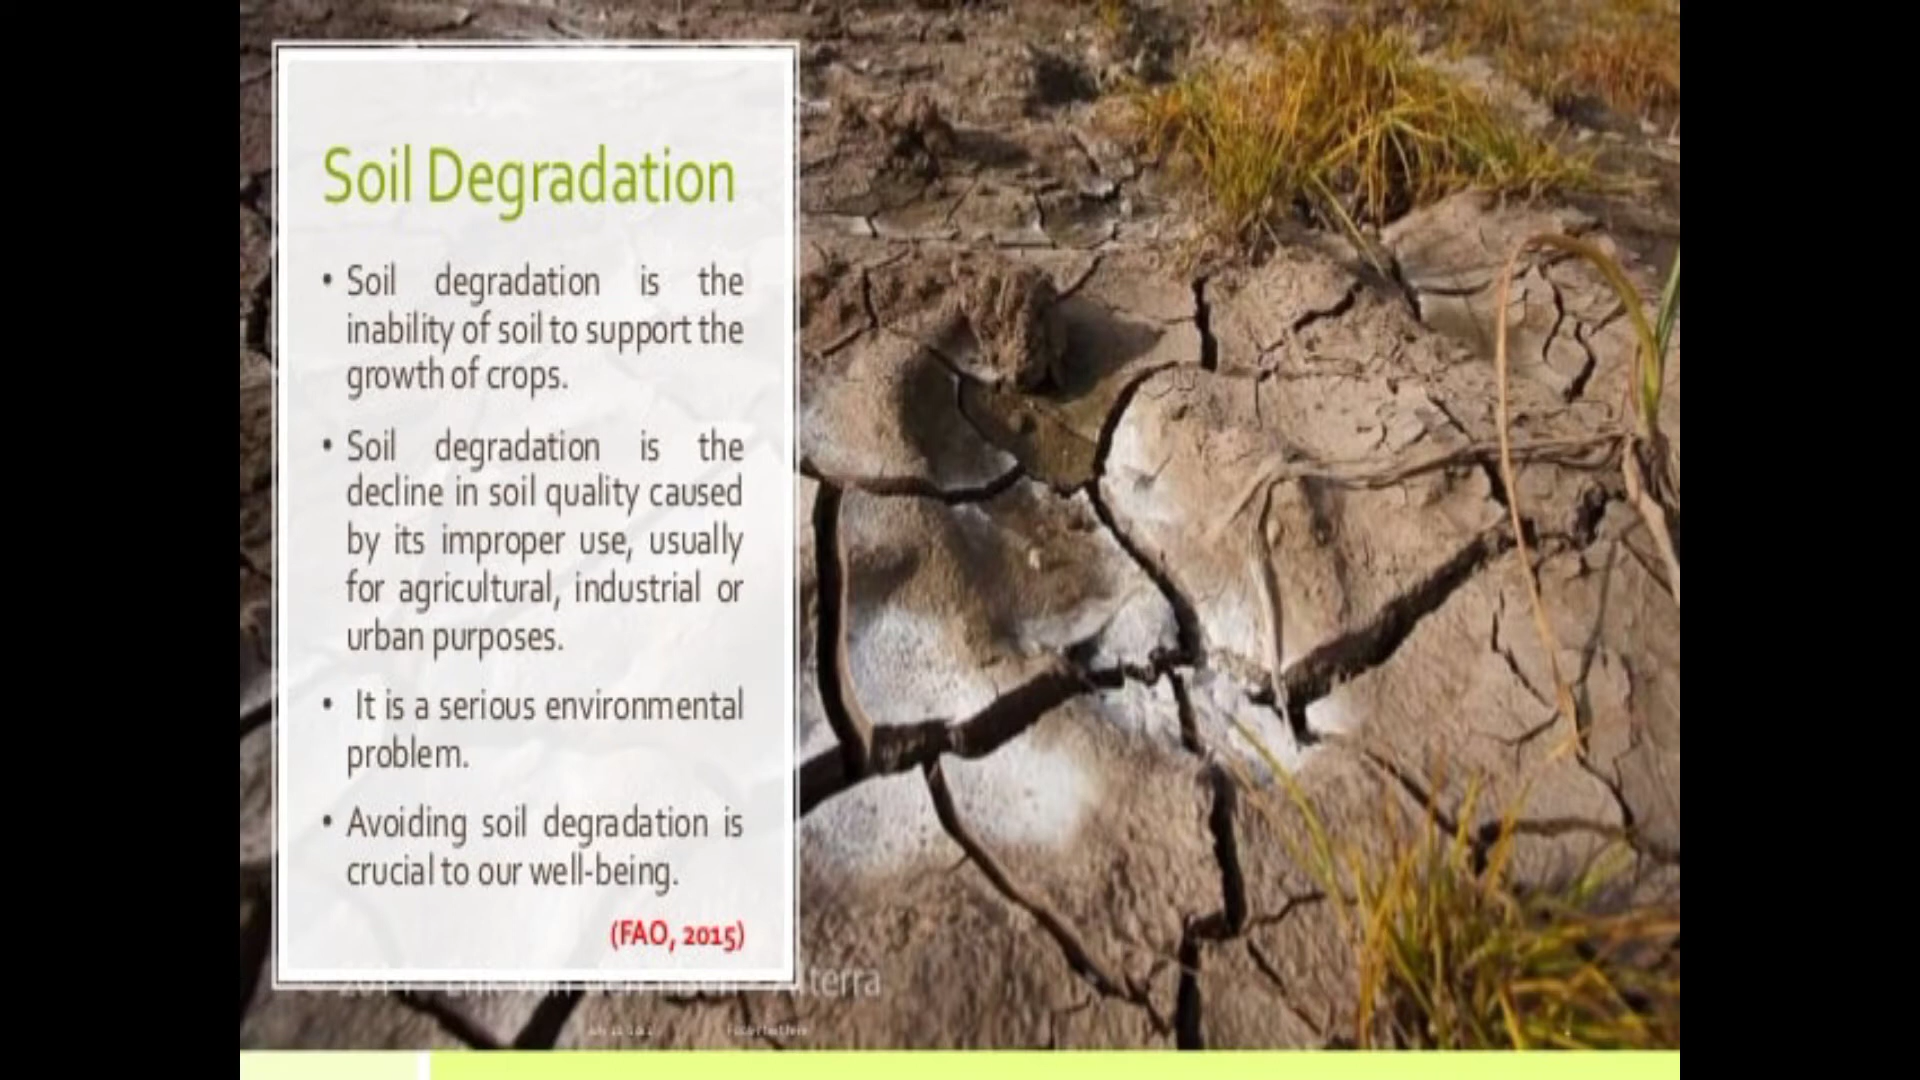 Soil Degradation
• Soil degradation is the
inability of soil to support the
growth of crops.
• Soil degradation is the
decline in soil quality caused
by its improper use, usually
for agricultural, industrial or
urban purposes.
• It is a serious environmental
problem.
• Avoiding soil degradation is
crucial to our well-being.
(FAO, 2015)